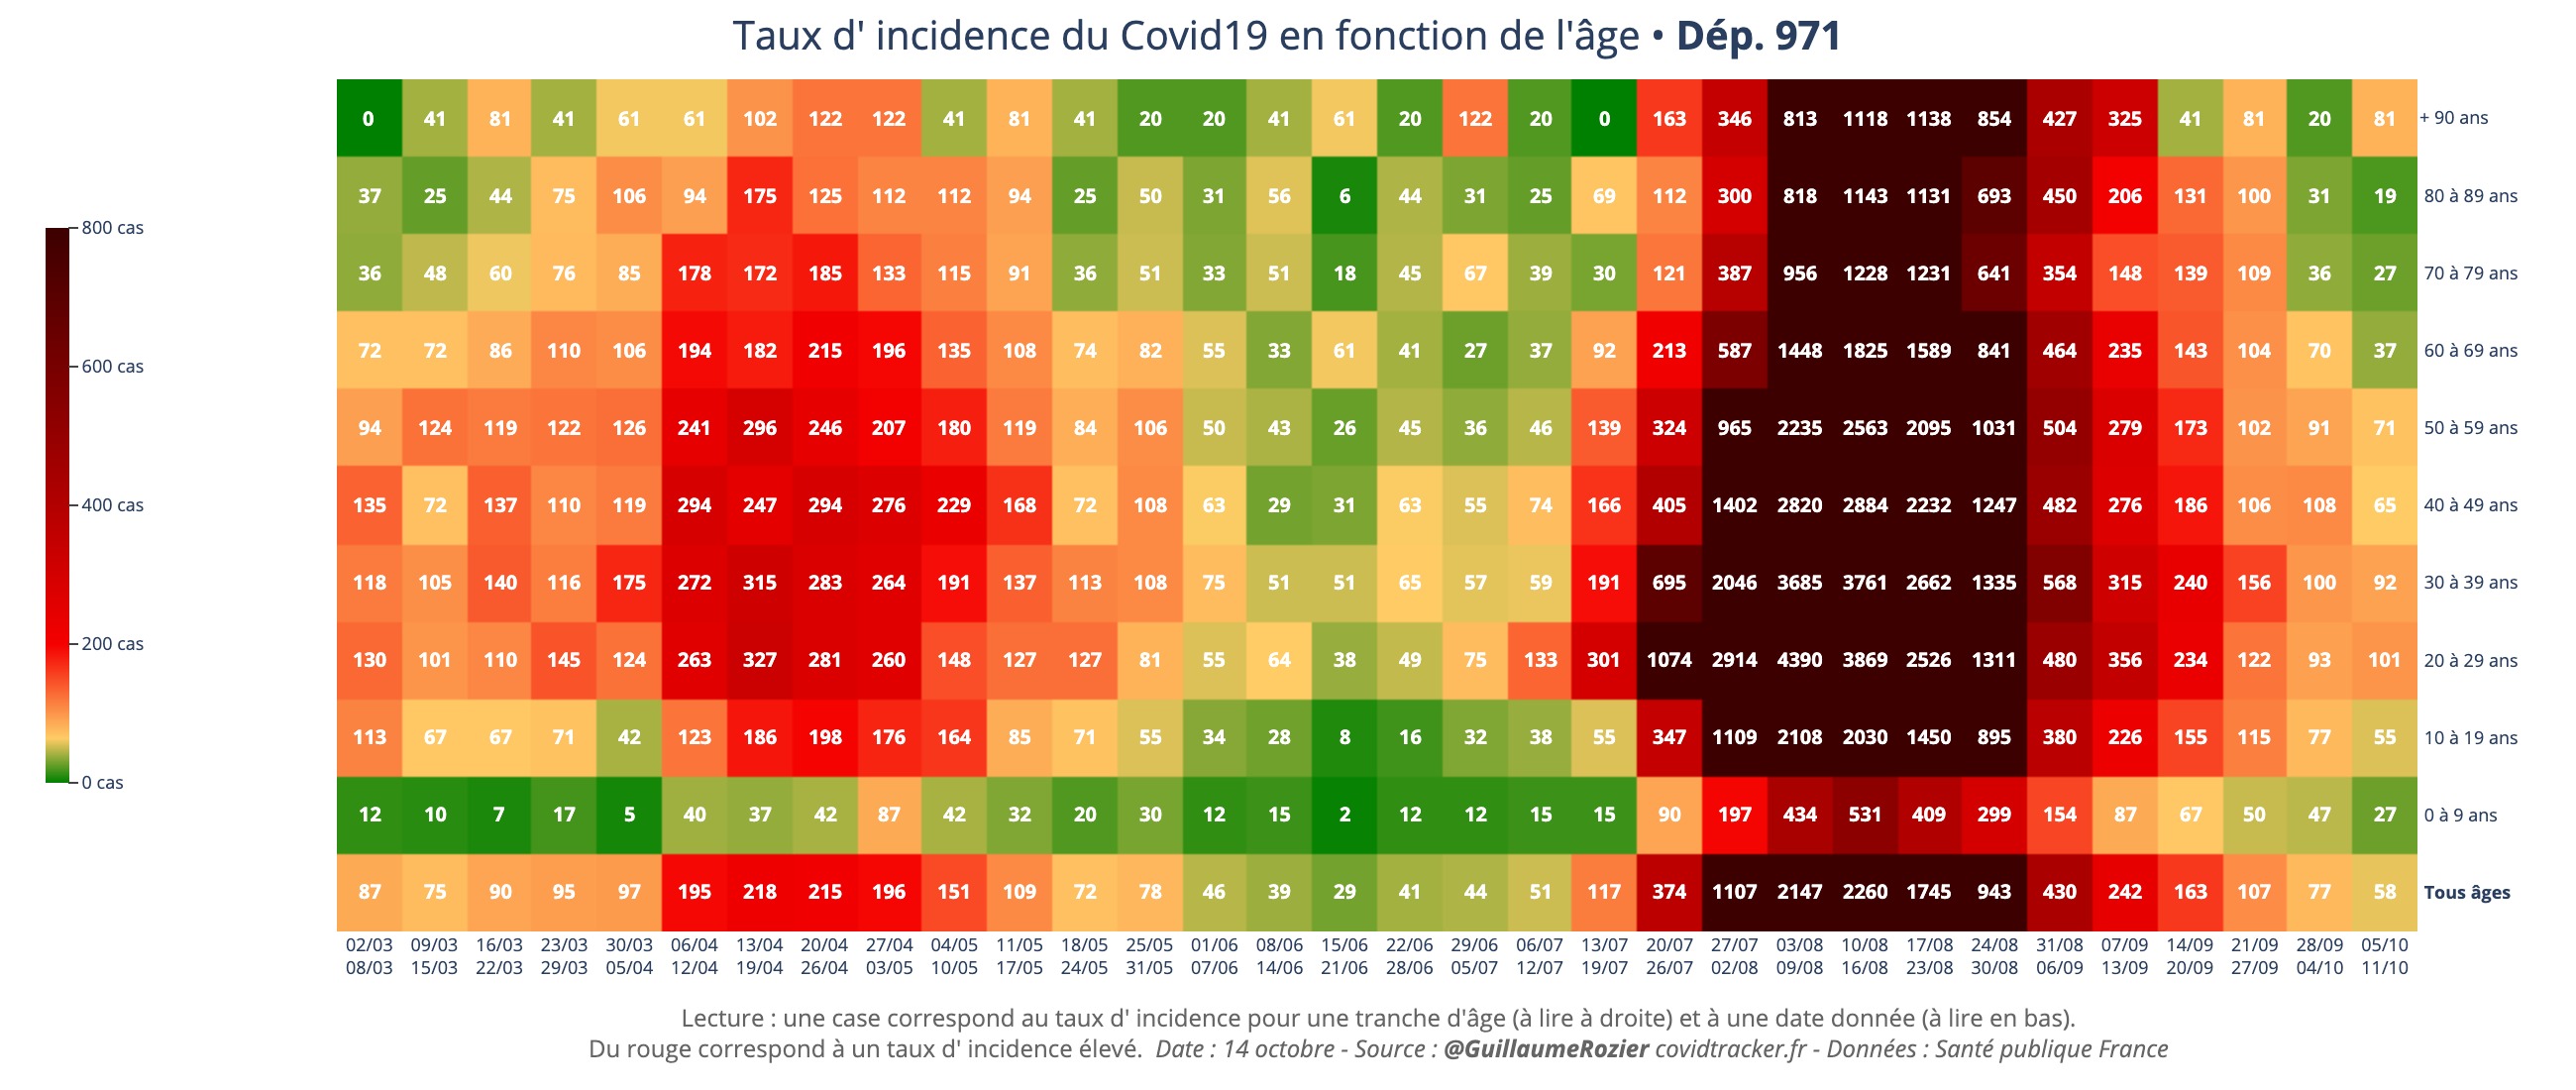 Taux d' incidence du Covid19 en fonction de l'âge • Dép. 971
800 cas
600 cas
400 cas
200 cas
0 cas
0 41 81 41 61 61 102 122 122 41 81 41 20 20 41 61 20 122 20 0 163 346 813 1118 1138 854 427 325 41 81 20 81 + 90 ans
37 25 44 75 106 94 175 125 112 112 94 25 50 31 56 6 44 31 25 69 112 300 818 1143 1131 693 450 206 131 100 31 19 80 à 89 ans
36 48 60 76 85 178 172 185 133 115 91 36 51 33 51 18 45 67 39 30 121 387 956 1228 1231 641 354 148 139 109 36 27 70 à 79 ans
72 72 86 110 106 194 182 215 196 135 108 74 82 55 33 61 41 27 37 92 213 587 1448 1825 1589 841 464 235 143 104 70 37 60 à 69 ans
94 124 119 122 126 241 296 246 207 180 119 84 106 50 43 26 45 36 46 139 324 965 2235 2563 2095 1031 504 279 173 102 91 71 50 à 59 ans
135 72 137 110 119 294 247 294 276 229 168 72 108 63 29 31 63 55 74 166 405 1402 2820 2884 2232 1247 482 276 186 106 108 65 40 à 49 ans
118 105 140 116 175 272 315 283 264 191 137 113 108 75 51 51 65 57 59 191 695 2046 3685 3761 2662 1335 568 315 240 156 100 92 30 à 39 ans
130 101 110 145 124 263 327 281 260 148 127 127 81 55 64 38 49 75 133 301 1074 2914 4390 3869 2526 1311 480 356 234 122 93 101 20 à 29 ans
113 67 67 71 42 123 186 198 176 164 85 71 55 34 28 8 16 32 38 55 347 1109 2108 2030 1450 895 380 226 155 115 77 55 10 à 19 ans
12 10 7 17 5 40 37 42 87 42 32 20 30 12 15 2 12 12 15 15 90 197 434 531 409 299 154 87 67 50 47 27 0 à 9 ans
87 75 90 95 97 195 218 215 196 151 109 72 78 46 39 29 41 44 51 117 374 1107 2147 2260 1745 943 430 242 163 107 77 58 Tous âges
02/03 09/03 16/03 23/03 30/03 06/04 13/04 20/04 27/04 04/05 11/05 18/05 25/05 01/06 08/06 15/06 22/06 29/06 06/07 13/07 20/07 27/07 03/08 10/08 17/08 24/08 31/08 07/09 14/09 21/09 28/09 05/10
08/03 15/03 22/03 29/03 05/04 12/04 19/04 26/04 03/05 10/05 17/05 24/05 31/05 07/06 14/06 21/06 28/06 05/07 12/07 19/07 26/07 02/08 09/08 16/08 23/08 30/08 06/09 13/09 20/09 27/09 04/10 11/10
Lecture : une case correspond au taux d' incidence pour une tranche d'âge (à lire à droite) et à une date donnée (à lire en bas).
Du rouge correspond à un taux d' incidence élevé. Date : 14 octobre - Source : @GuillaumeRozier covidtracker.fr - Données : Santé publique France